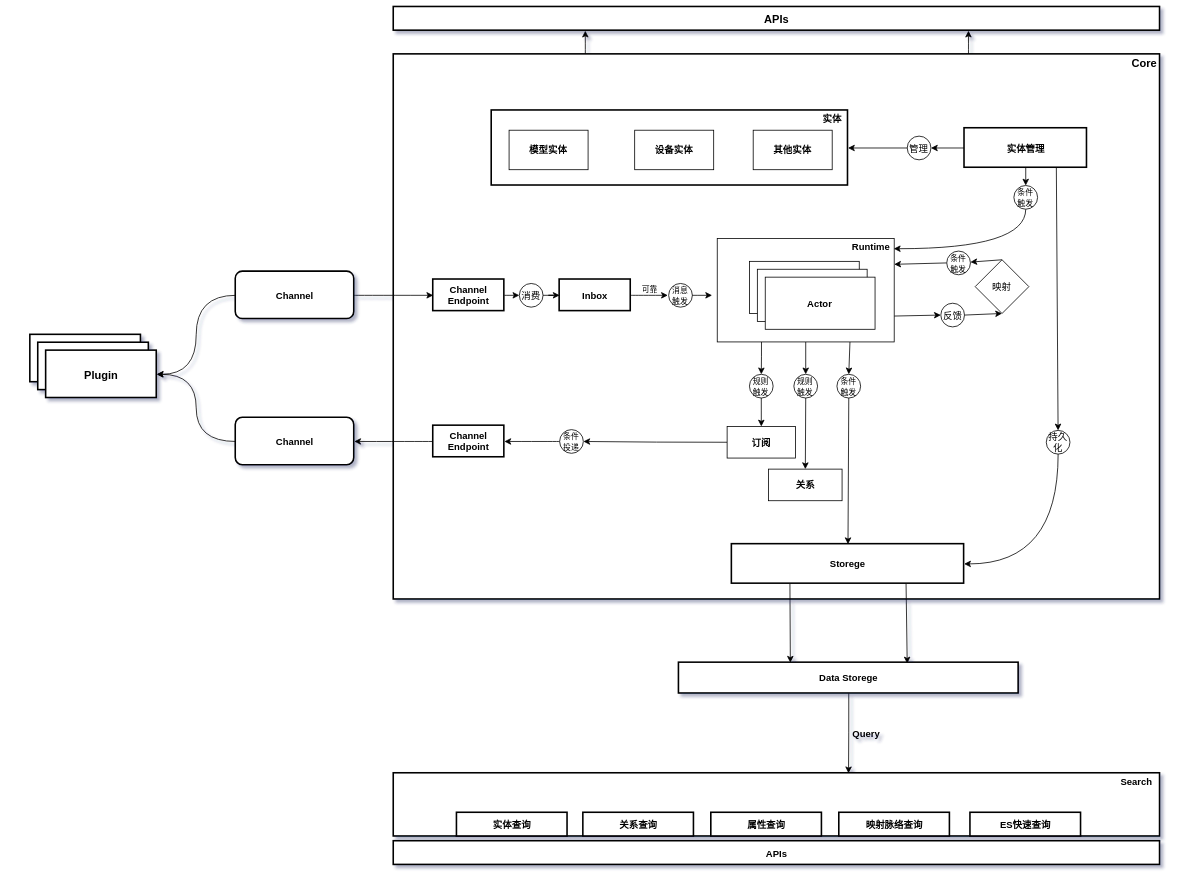 APIs
Core
实体
模型实体
设备实体
其他实体
管理
实体管理
条件
触发
Runtime
条件
触发
映射
Actor
反馈
Channel
Channel
Endpoint
消费
Inbox
可靠
消息
触发
Plugin
规则
触发
规则
触发
条件
触发
Channel
Channel
Endpoint
条件
投递
订阅
持久
化
关系
Storege
Data Storege
Query
Search
实体查询
关系查询
属性查询
映射脉络查询
ES快速查询
APIs